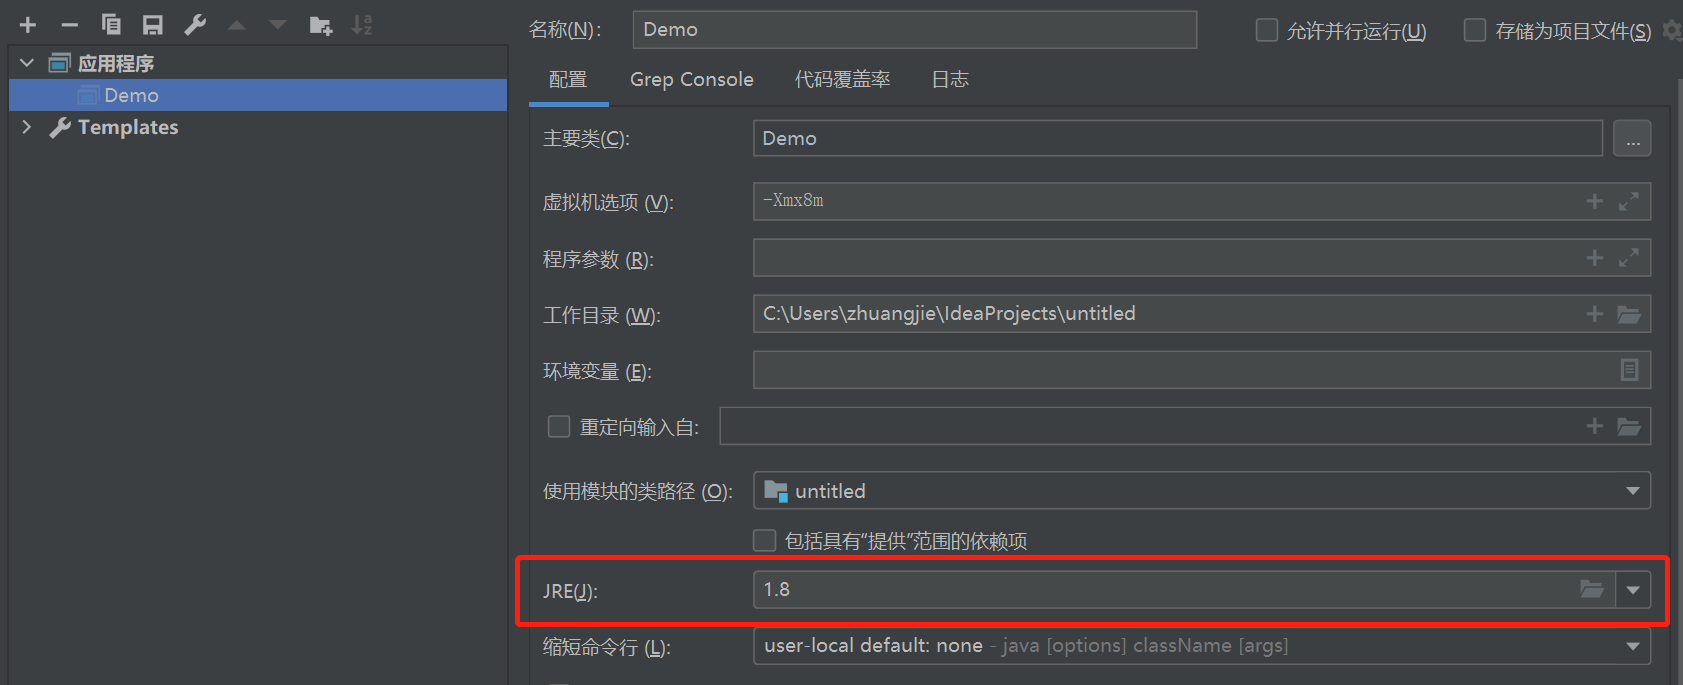 应用程序
Demo
Templates
名称(N): Demo 允许并行运行(U) 存储为项目文件(S)
配置 Grep Console 代码覆盖率 日志
主要类(C): Demo ...
虚拟机选项 (V): -Xmx8m
程序参数 (R):
工作目录 (W): C:\Users\zhuangjie\IdeaProjects\untitled
环境变量 (E):
重定向输入自:
使用模块的类路径 (O): untitled
包括具有“提供”范围的依赖项
JRE(J): 1.8
缩短命令行 (L): user-local default: none - java [options] className [args]